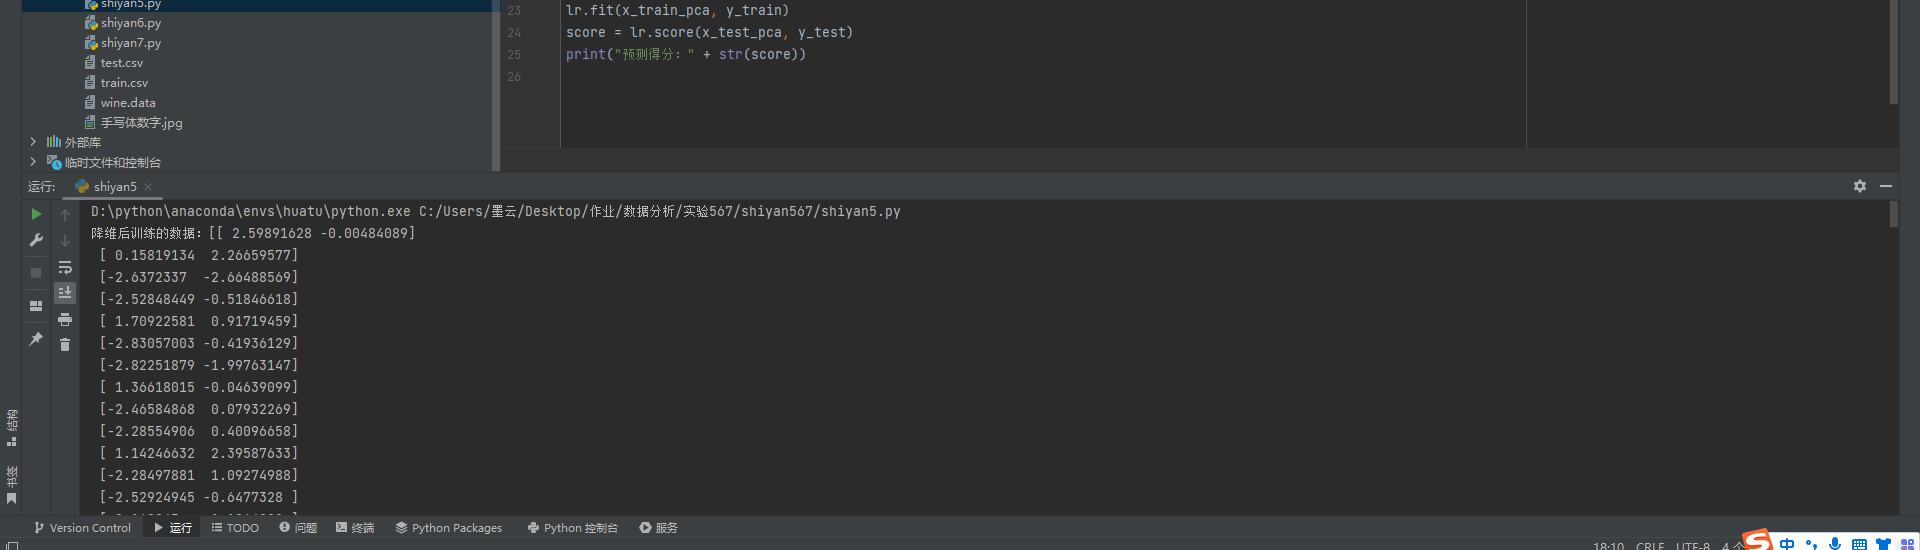 shiyan5.py
shiyan6.py
shiyan7.py
test.csv
train.csv
wine.data
手写体数字.jpg
外部库
临时文件和控制台
23 lr.fit(x_train_pca, y_train)
24 score = lr.score(x_test_pca, y_test)
25 print("预测得分：" + str(score))
26
运行: shiyan5
D:\python\anaconda\envs\huatu\python.exe C:/Users/墨云/Desktop/作业/数据分析/实验567/shiyan567/shiyan5.py
降维后训练的数据：[[ 2.59891628 -0.00484089]
[ 0.15819134  2.26659577]
[-2.6372337  -2.66488569]
[-2.52848449 -0.51846618]
[ 1.70922581  0.91719459]
[-2.83057003 -0.41936129]
[-2.82251879 -1.99763147]
[ 1.36618015 -0.04639099]
[-2.46584868  0.07932269]
[-2.28554906  0.40096658]
[ 1.14246632  2.39587633]
[-2.28497881  1.09274988]
[-2.52924945 -0.6477328 ]
结构
书签
Version Control 运行 TODO 问题 终端 Python Packages Python 控制台 服务
18:10 CRLF UTF-8 4 个
中